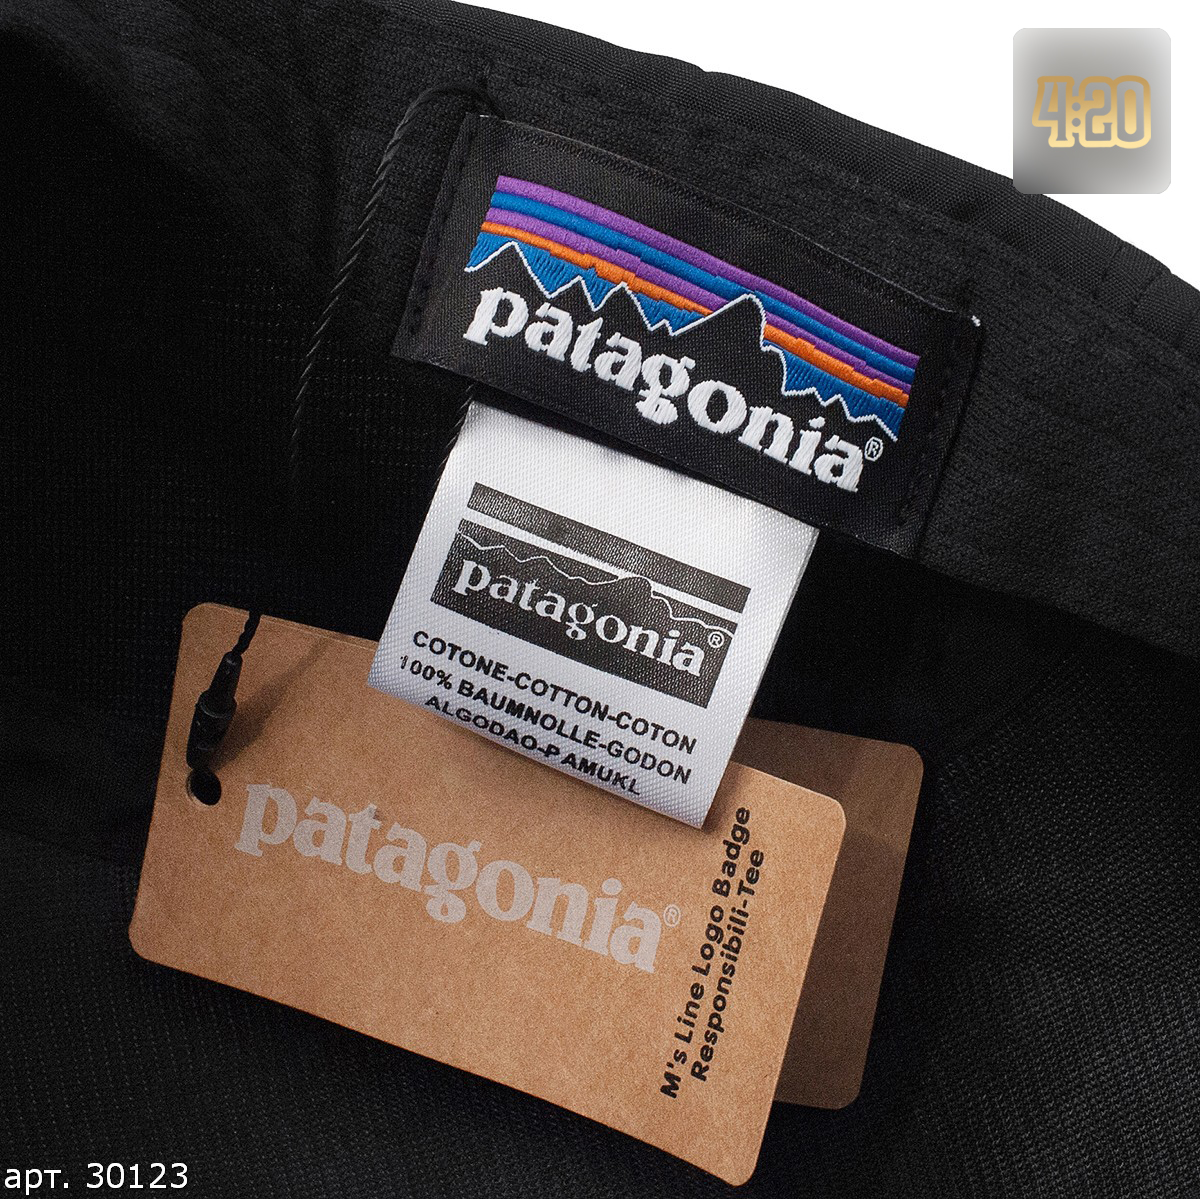 4:20
patagonia®
patagonia®
COTONE-COTTON-COTON
100% BAUMNOLLE-GODON
ALGODAO-PAMUKL
patagonia®
M's Line Logo Badge
Responsibili-Tee
арт. 30123